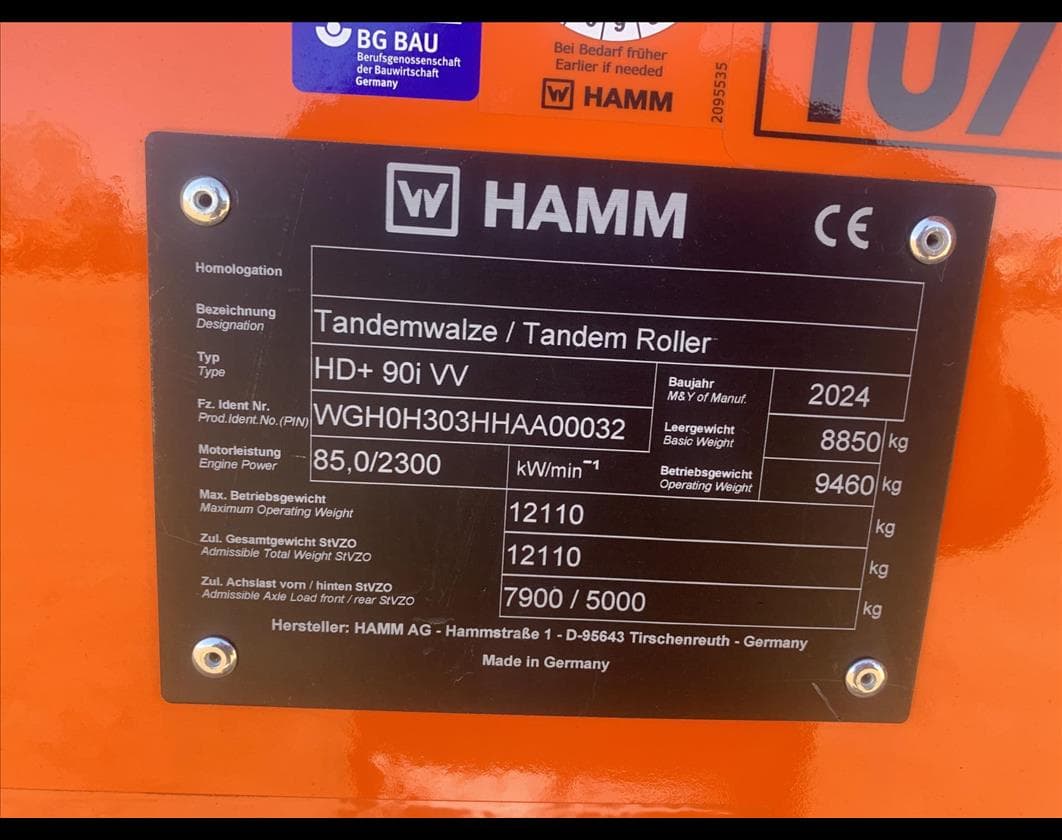 BG BAU
Berufsgenossenschaft
der Bauwirtschaft
Germany
Bei Bedarf früher
Earlier if needed
HAMM
2095535
107
HAMM
CE
Homologation
Bezeichnung
Designation
Tandemwalze / Tandem Roller
Typ
Type
HD+ 90i VV
Baujahr
M&Y of Manuf.
2024
Fz. Ident Nr.
Prod.Ident.No.(PIN)
WGH0H303HHAA00032
Leergewicht
Basic Weight
8850 kg
Motorleistung
Engine Power
85,0/2300
kW/min⁻¹
Betriebsgewicht
Operating Weight
9460 kg
Max. Betriebsgewicht
Maximum Operating Weight
12110
kg
Zul. Gesamtgewicht StVZO
Admissible Total Weight StVZO
12110
kg
Zul. Achslast vorn / hinten StVZO
Admissible Axle Load front / rear StVZO
7900 / 5000
kg
Hersteller: HAMM AG - Hammstraße 1 - D-95643 Tirschenreuth - Germany
Made in Germany